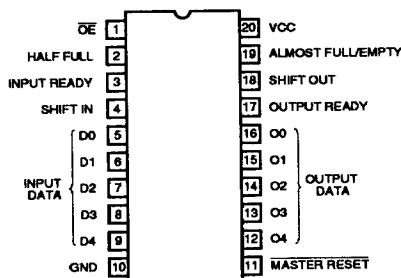 OE 1 20 VCC
HALF FULL 2 19 ALMOST FULL/EMPTY
INPUT READY 3 18 SHIFT OUT
SHIFT IN 4 17 OUTPUT READY
D0 5 16 O0
D1 6 15 O1
INPUT DATA D2 7 14 O2 OUTPUT DATA
D3 8 13 O3
D4 9 12 O4
GND 10 11 MASTER RESET